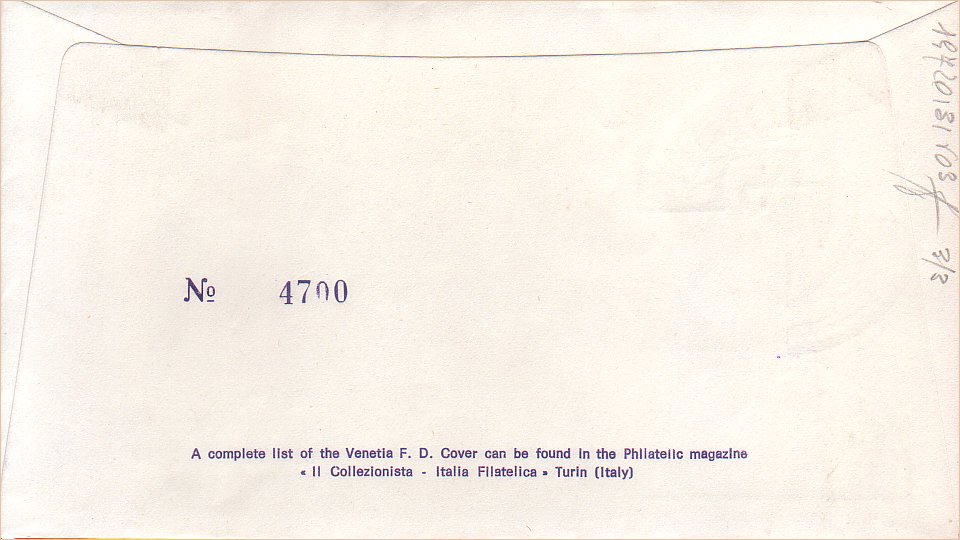 Nº 4700
A complete list of the Venetia F. D. Cover can be found in the Philatelic magazine
« Il Collezionista - Italia Filatelica » Turin (Italy)